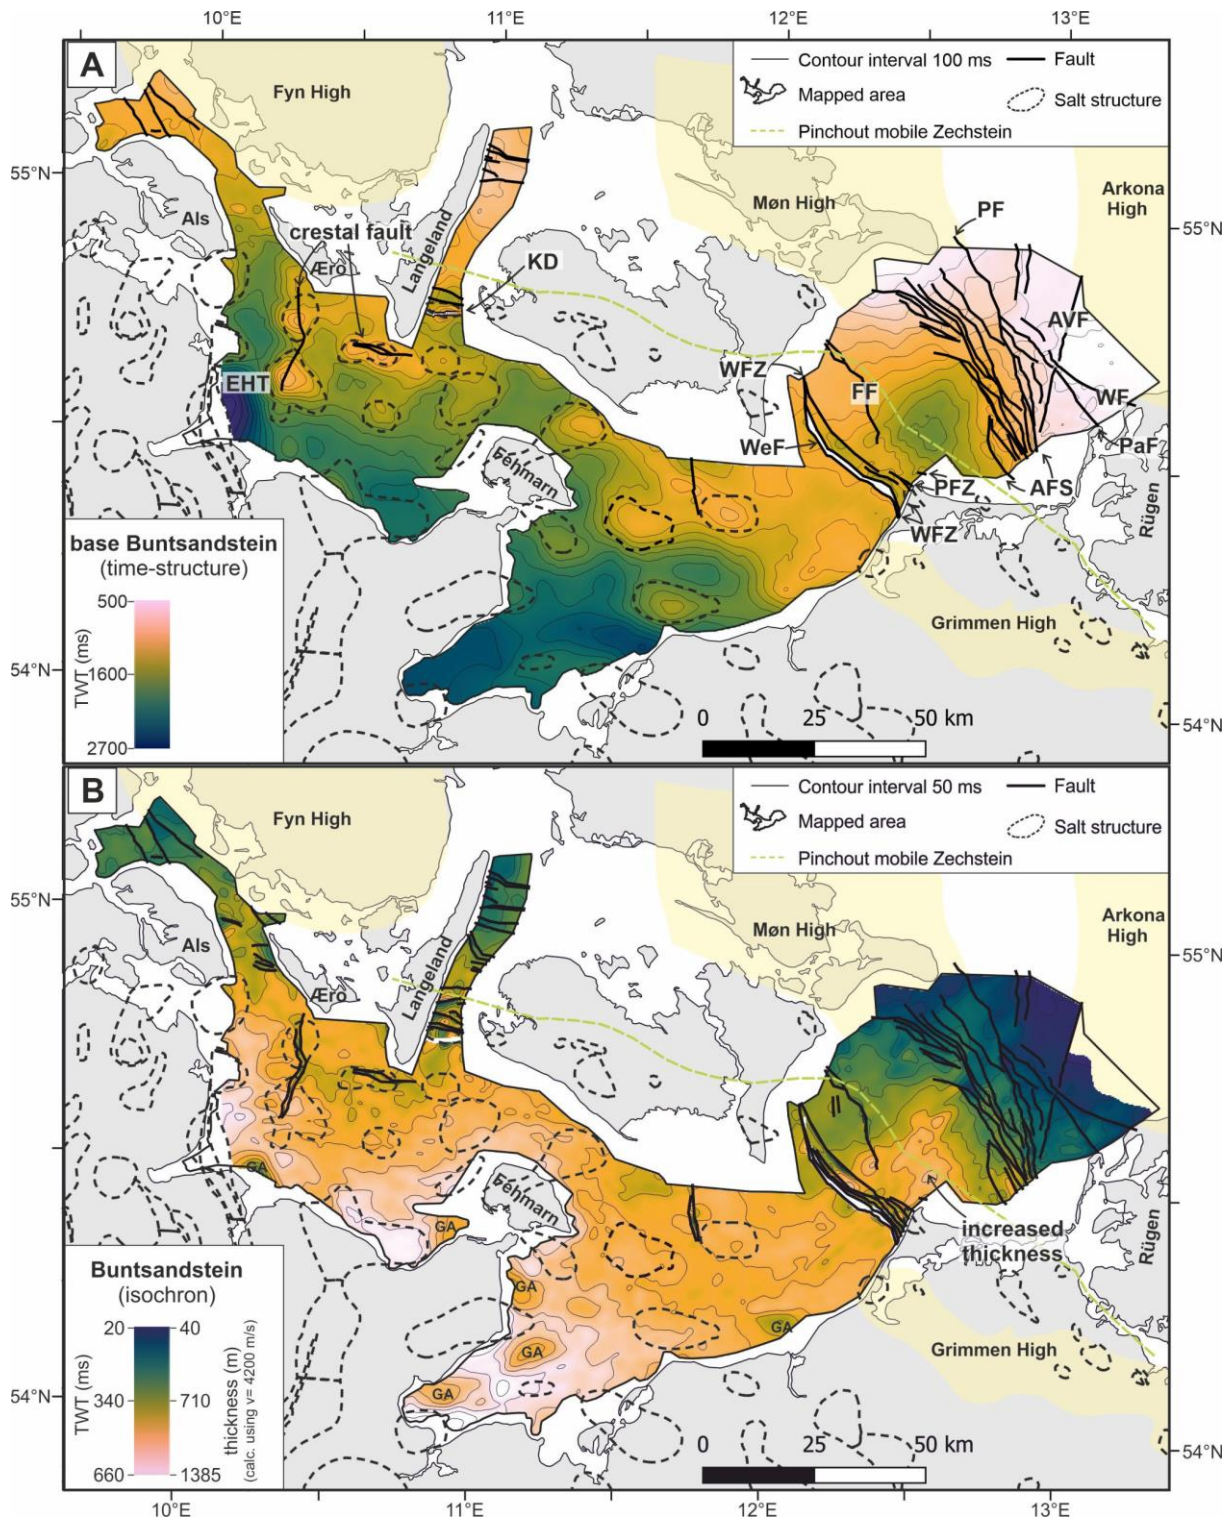 10°E 11°E 12°E 13°E
A
Contour interval 100 ms
Fault
Mapped area
Salt structure
Pinchout mobile Zechstein
Fyn High
55°N
Als
crestal fault
Ærø
Langeland
KD
Møn High
PF
Arkona
High
55°N
AVF
EHT
WFZ
FF
WF
WeF
PaF
Fehmarn
PFZ
AFS
WFZ
Rügen
base Buntsandstein
(time-structure)
500
1600
2700
TWT (ms)
Grimmen High
54°N
0 25 50 km
54°N
B
Contour interval 50 ms
Fault
Mapped area
Salt structure
Pinchout mobile Zechstein
Fyn High
55°N
Als
Ærø
Langeland
Møn High
Arkona
High
55°N
GA
GA
Fehmarn
increased
thickness
Rügen
GA
GA
GA
GA
Buntsandstein
(isochron)
20 40
340 710
660 1385
TWT (ms)
thickness (m)
(calc. using v= 4200 m/s)
Grimmen High
54°N
0 25 50 km
54°N
10°E 11°E 12°E 13°E